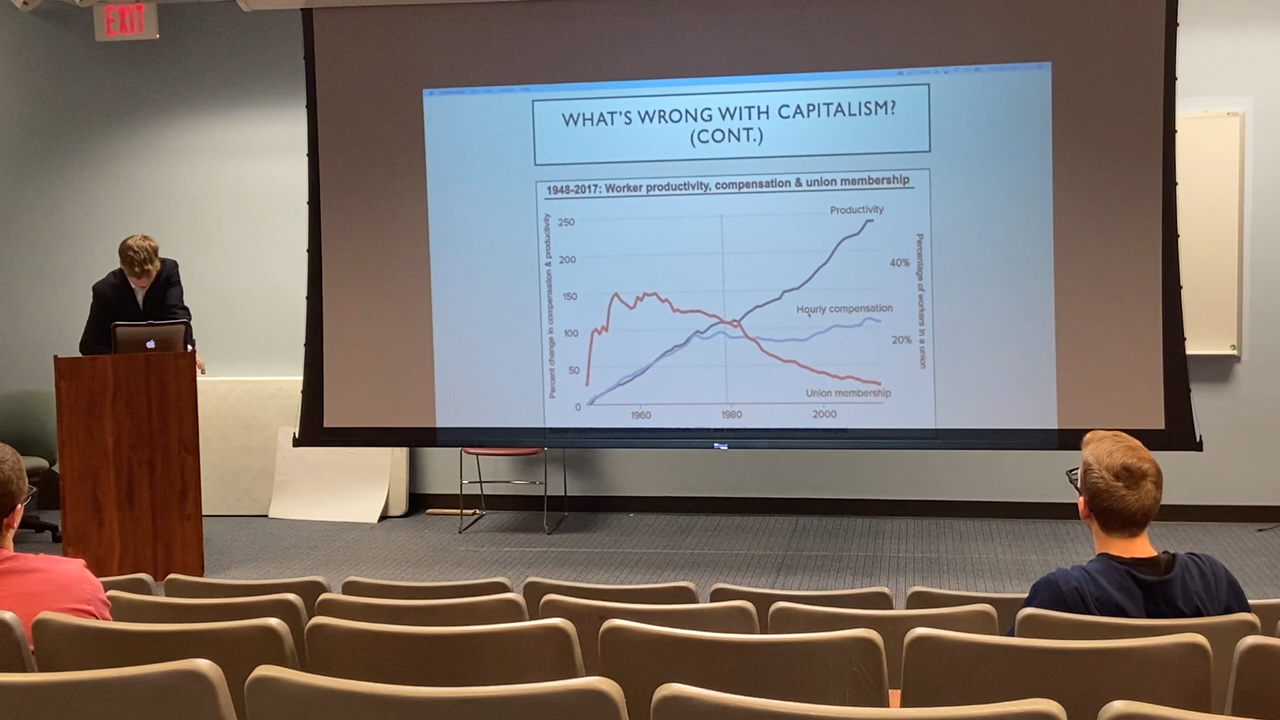 EXIT
WHAT'S WRONG WITH CAPITALISM?
(CONT.)
1948-2017: Worker productivity, compensation & union membership
Percent change in compensation & productivity
250
200
150
100
50
0
1960
1980
2000
Productivity
Hourly compensation
Union membership
40%
20%
Percentage of workers in a union